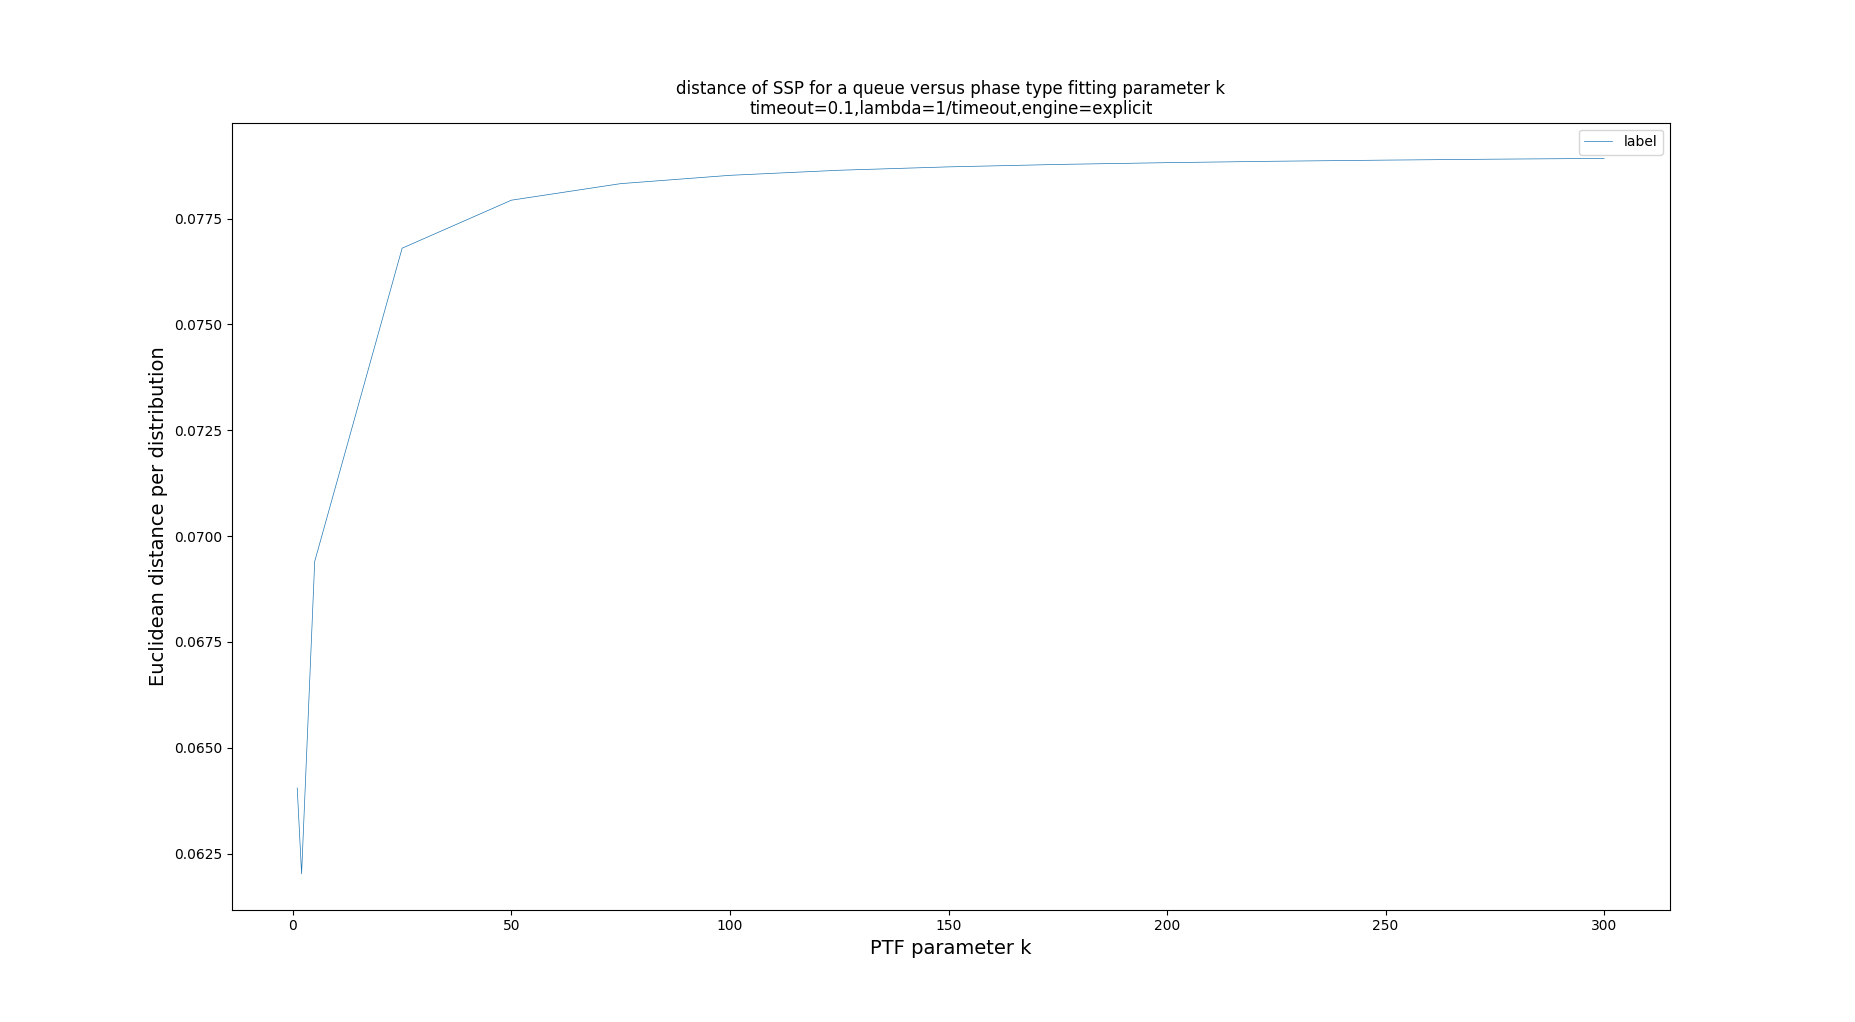 distance of SSP for a queue versus phase type fitting parameter k
timeout=0.1,lambda=1/timeout,engine=explicit
label
Euclidean distance per distribution
0.0775
0.0750
0.0725
0.0700
0.0675
0.0650
0.0625
0 50 100 150 200 250 300
PTF parameter k